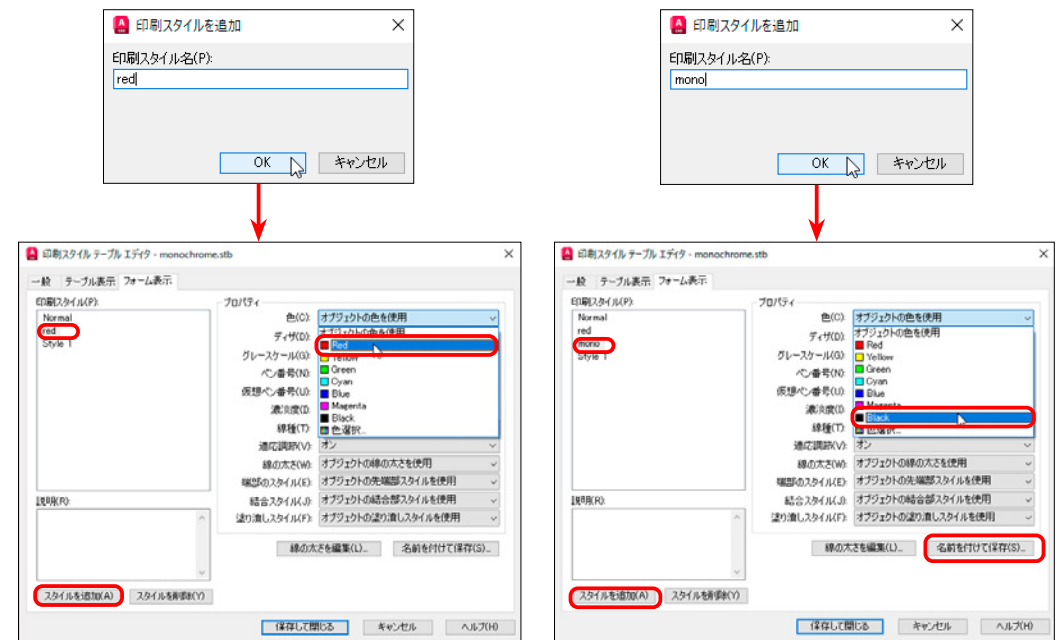 印刷スタイルを追加
印刷スタイル名(P):
red
OK
キャンセル
印刷スタイルを追加
印刷スタイル名(P):
mono
OK
キャンセル
印刷スタイル テーブル エディタ - monochrome.stb
一般 テーブル表示 フォーム表示
印刷スタイル(P):
Normal
red
Style 1
プロパティ
色(C): オブジェクトの色を使用
オブジェクトの色を使用
ディザ(D):
Red
グレースケール(G):
Yellow
ペン番号(N):
Green
Cyan
仮想ペン番号(U):
Blue
濃淡度(I):
Magenta
Black
線種(T):
色選択...
適応調節(V): オン
線の太さ(W): オブジェクトの線の太さを使用
端部のスタイル(E): オブジェクトの先端部スタイルを使用
結合スタイル(J): オブジェクトの結合部スタイルを使用
塗り潰しスタイル(F): オブジェクトの塗り潰しスタイルを使用
説明(R):
線の太さを編集(L)... 名前を付けて保存(S)...
スタイルを追加(A) スタイルを削除(Y)
保存して閉じる キャンセル ヘルプ(H)
印刷スタイル テーブル エディタ - monochrome.stb
一般 テーブル表示 フォーム表示
印刷スタイル(P):
Normal
red
mono
Style 1
プロパティ
色(C): オブジェクトの色を使用
オブジェクトの色を使用
ディザ(D):
Red
グレースケール(G):
Yellow
ペン番号(N):
Green
Cyan
仮想ペン番号(U):
Blue
濃淡度(I):
Magenta
Black
線種(T):
色選択...
適応調節(V): オン
線の太さ(W): オブジェクトの線の太さを使用
端部のスタイル(E): オブジェクトの先端部スタイルを使用
結合スタイル(J): オブジェクトの結合部スタイルを使用
塗り潰しスタイル(F): オブジェクトの塗り潰しスタイルを使用
説明(R):
線の太さを編集(L)... 名前を付けて保存(S)...
スタイルを追加(A) スタイルを削除(Y)
保存して閉じる キャンセル ヘルプ(H)